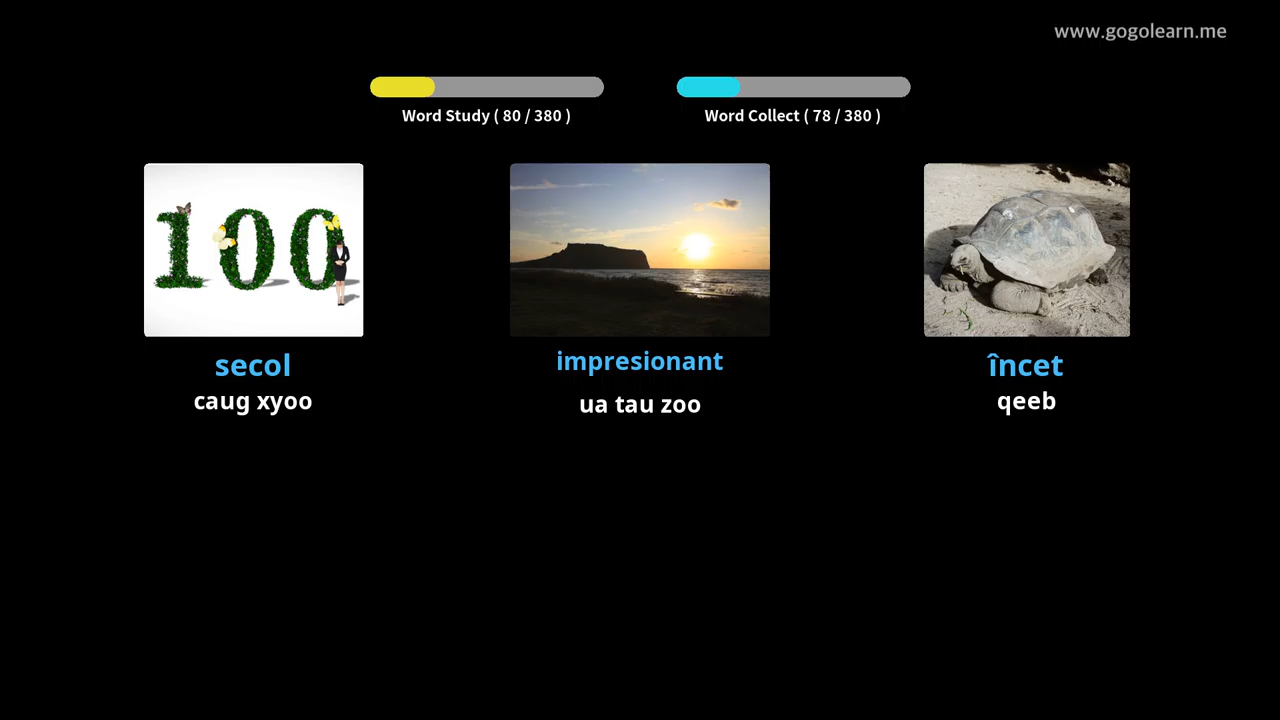 www.gogolearn.me
Word Study ( 80 / 380 )
Word Collect ( 78 / 380 )
100
secol
caug xyoo
impresionant
ua tau zoo
încet
qeeb